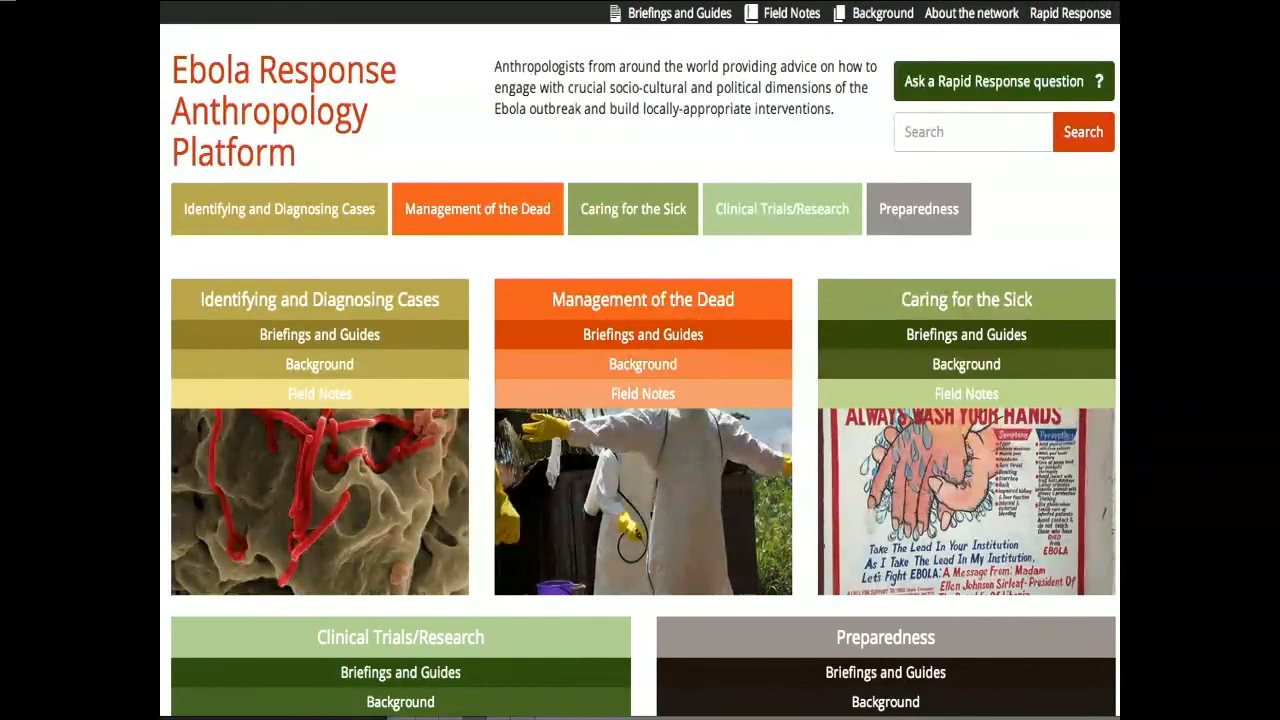 Briefings and Guides Field Notes Background About the network Rapid Response
Ebola Response
Anthropology
Platform
Anthropologists from around the world providing advice on how to
engage with crucial socio-cultural and political dimensions of the
Ebola outbreak and build locally-appropriate interventions.
Ask a Rapid Response question ?
Search Search
Identifying and Diagnosing Cases Management of the Dead Caring for the Sick Clinical Trials/Research Preparedness
Identifying and Diagnosing Cases
Briefings and Guides
Background
Field Notes
Management of the Dead
Briefings and Guides
Background
Field Notes
Caring for the Sick
Briefings and Guides
Background
Field Notes
ALWAYS WASH YOUR HANDS
Symptoms
Prevention
EBOLA
Take The Lead In Your Institution
As I Take The Lead In My Institution,
Let's Fight EBOLA: A Message From: Madam
Ellen Johnson Sirleaf- President Of
Clinical Trials/Research
Briefings and Guides
Background
Preparedness
Briefings and Guides
Background